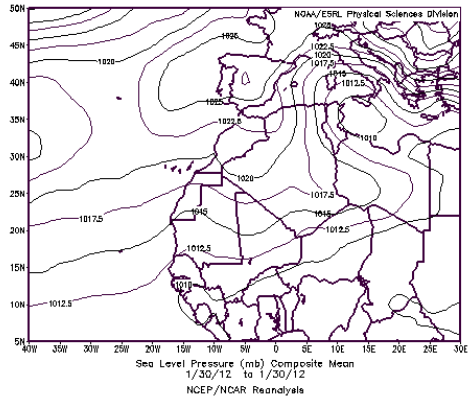 NOAA/ESRL Physical Sciences Division
50N
45N
40N
35N
30N
25N
20N
15N
10N
5N
1025
1020
1025
1022.5
1020
1017.5
1015
1012.5
1025
1022.5
1010
1020
1017.5
1017.5
1015
1015
1012.5
1012.5
1010
1012.5
40W 35W 30W 25W 20W 15W 10W 5W 0 5E 10E 15E 20E 25E 30E
Sea Level Pressure (mb) Composite Mean
1/30/12 to 1/30/12
NCEP/NCAR Reanalysis